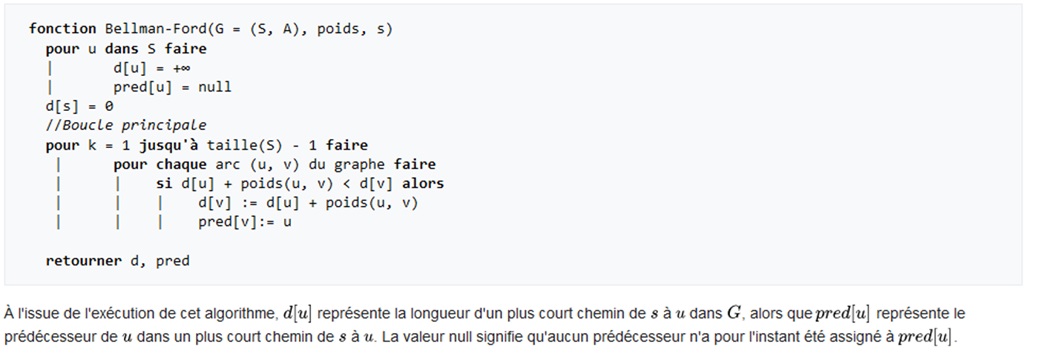 fonction Bellman-Ford(G = (S, A), poids, s)
pour u dans S faire
| d[u] = +∞
| pred[u] = null
d[s] = 0
//Boucle principale
pour k = 1 jusqu'à taille(S) - 1 faire
| pour chaque arc (u, v) du graphe faire
| | si d[u] + poids(u, v) < d[v] alors
| | | d[v] := d[u] + poids(u, v)
| | | pred[v]:= u
retourner d, pred
À l'issue de l'exécution de cet algorithme, d[u] représente la longueur d'un plus court chemin de s à u dans G, alors que pred[u] représente le
prédécesseur de u dans un plus court chemin de s à u. La valeur null signifie qu'aucun prédécesseur n'a pour l'instant été assigné à pred[u].